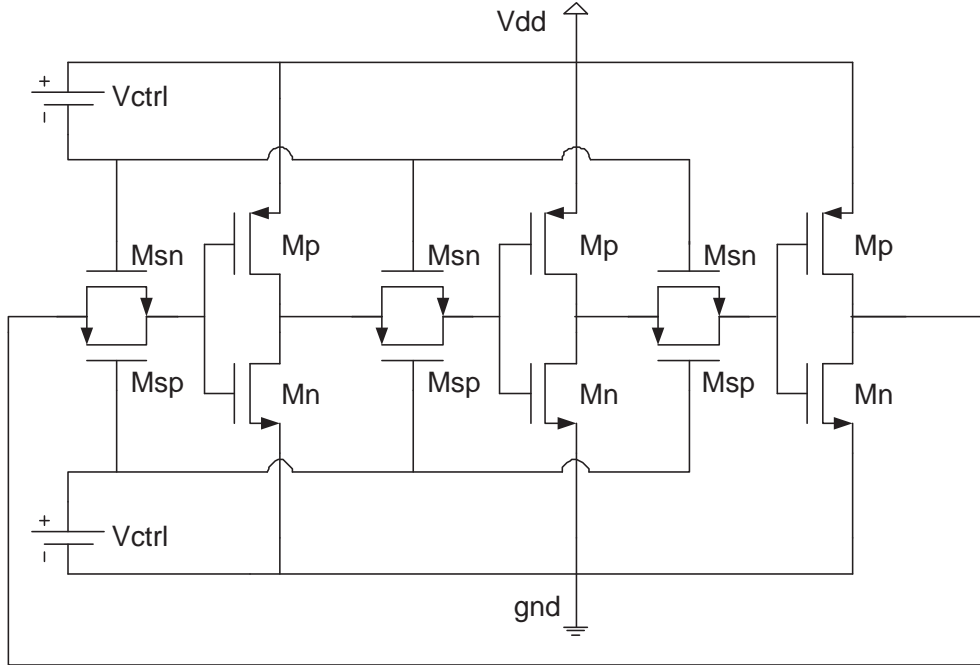 Vdd
+
Vctrl
-
Msn Mp Msn Mp Msn Mp
Msp Mn Msp Mn Msp Mn
+
Vctrl
-
gnd